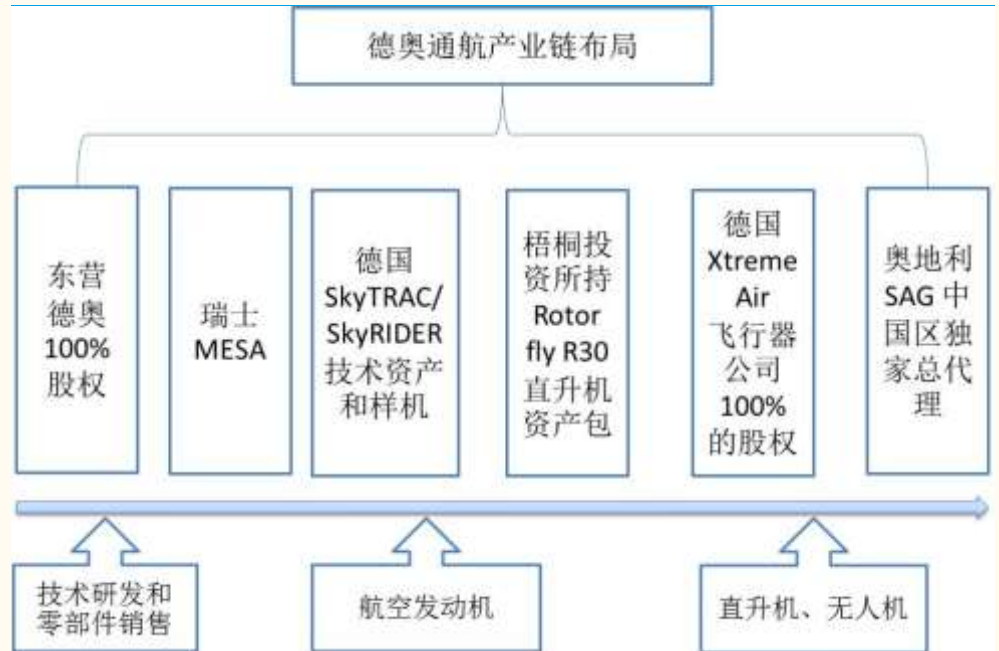 德奥通航产业链布局
东营
德奥
100%
股权
瑞士
MESA
德国
SkyTRAC/
SkyRIDER
技术资产
和样机
梧桐投
资所持
Rotor
fly R30
直升机
资产包
德国
Xtreme
Air
飞行器
公司
100%
的股权
奥地利
SAG 中
国区独
家总代
理
技术研发和
零部件销售
航空发动机
直升机、无人机